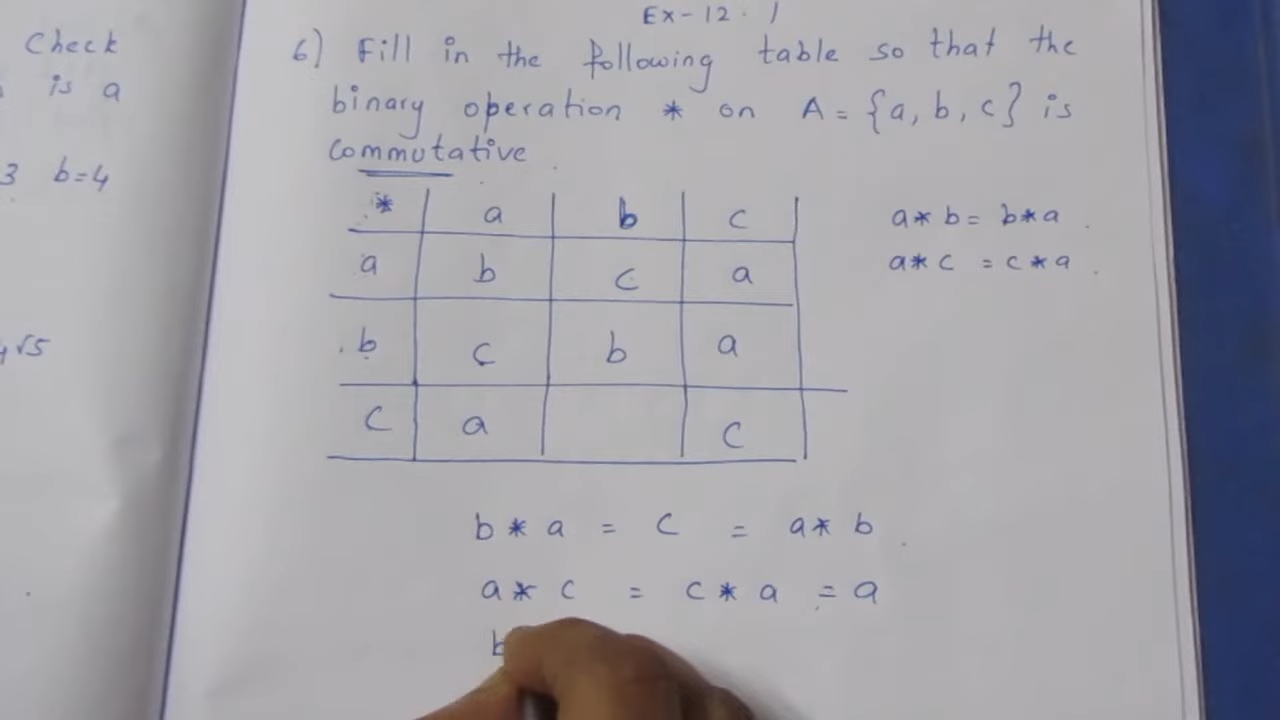 Check
is a
3 b=4
√5
Ex-12.1
6) Fill in the following table so that the
binary operation * on A = {a, b, c} is
commutative
* a b c
a b c a
b c b a
c a c
a * b = b * a
a * c = c * a
b * a = c = a * b
a * c = c * a = a
b